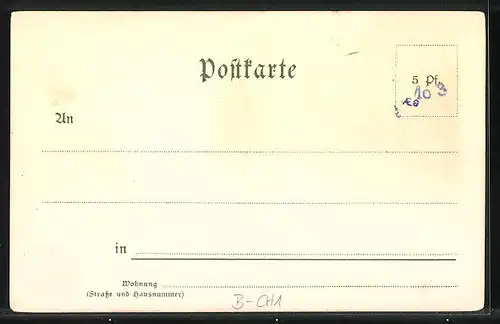 Postkarte
5 Pf.
10
An
in
Wohnung
(Straße und Hausnummer)
B-CH1